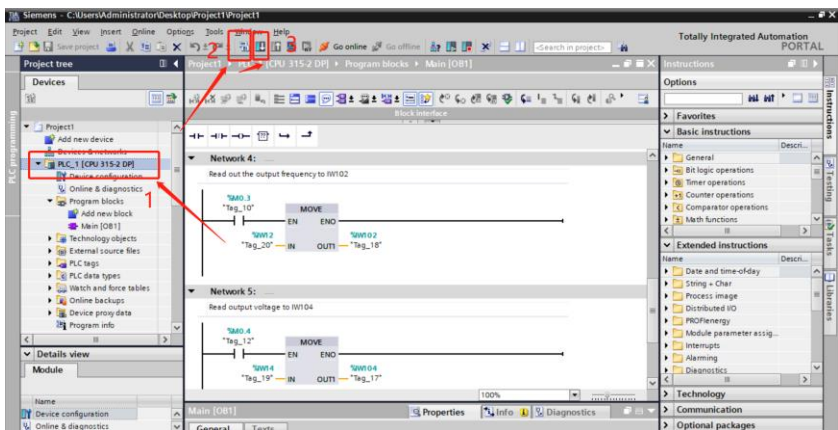 Siemens - C:\Users\Administrator\Desktop\Project1\Project1
Project Edit View Insert Online Options Tools Window Help
Totally Integrated Automation
PORTAL
Save project
Go online
Go offline
<Search in project>
2
3
Project tree
Project1 ▸ PLC_1 [CPU 315-2 DP] ▸ Program blocks ▸ Main [OB1]
Instructions
Devices
Options
PLC programming
Block interface
Project1
Add new device
Devices & networks
PLC_1 [CPU 315-2 DP]
Device configuration
Online & diagnostics
Program blocks
Add new block
Main [OB1]
Technology objects
External source files
PLC tags
PLC data types
Watch and force tables
Online backups
Device proxy data
Program info
1
Details view
Module
Name
Device configuration
Online & diagnostics
Network 4:
Read out the output frequency to IW102
%M0.3
"Tag_10"
MOVE
EN ENO
%IW12 %IW102
"Tag_20" IN OUT1 "Tag_18"
Network 5:
Read output voltage to IW104
%M0.4
"Tag_12"
MOVE
EN ENO
%IW14 %IW104
"Tag_19" IN OUT1 "Tag_17"
100%
Main [OB1]
Properties
Info
Diagnostics
General Texts
Favorites
Basic instructions
Name Descri...
General
Bit logic operations
Timer operations
Counter operations
Comparator operations
Math functions
Extended instructions
Name Descri...
Date and time-of-day
String + Char
Process image
Distributed I/O
PROFIenergy
Module parameter assig...
Interrupts
Alarming
Diagnostics
Technology
Communication
Optional packages
Instructions
Testing
Tasks
Libraries